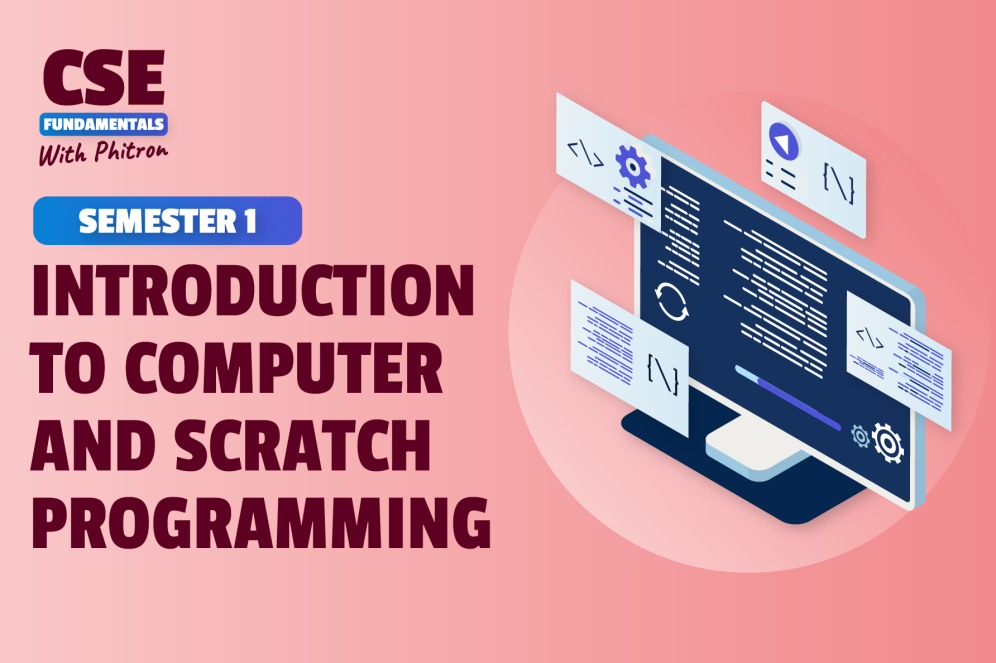 CSE
FUNDAMENTALS
With Phitron
SEMESTER 1
INTRODUCTION
TO COMPUTER
AND SCRATCH
PROGRAMMING
<\>
{\}
{\}
<\>